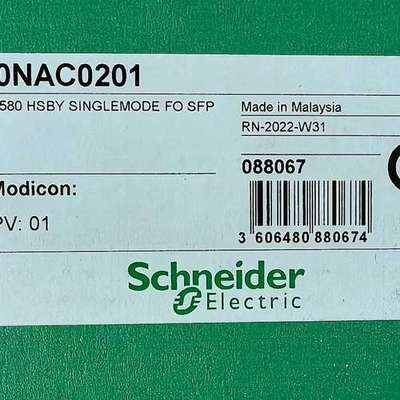 0NAC0201
580 HSBY SINGLEMODE FO SFP
Made in Malaysia
RN-2022-W31
088067
Modicon:
PV: 01
3 606480 880674
Schneider
Electric